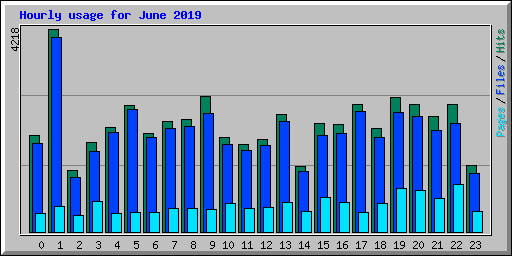 Hourly usage for June 2019
4218
Pages / Files / Hits
0 1 2 3 4 5 6 7 8 9 10 11 12 13 14 15 16 17 18 19 20 21 22 23